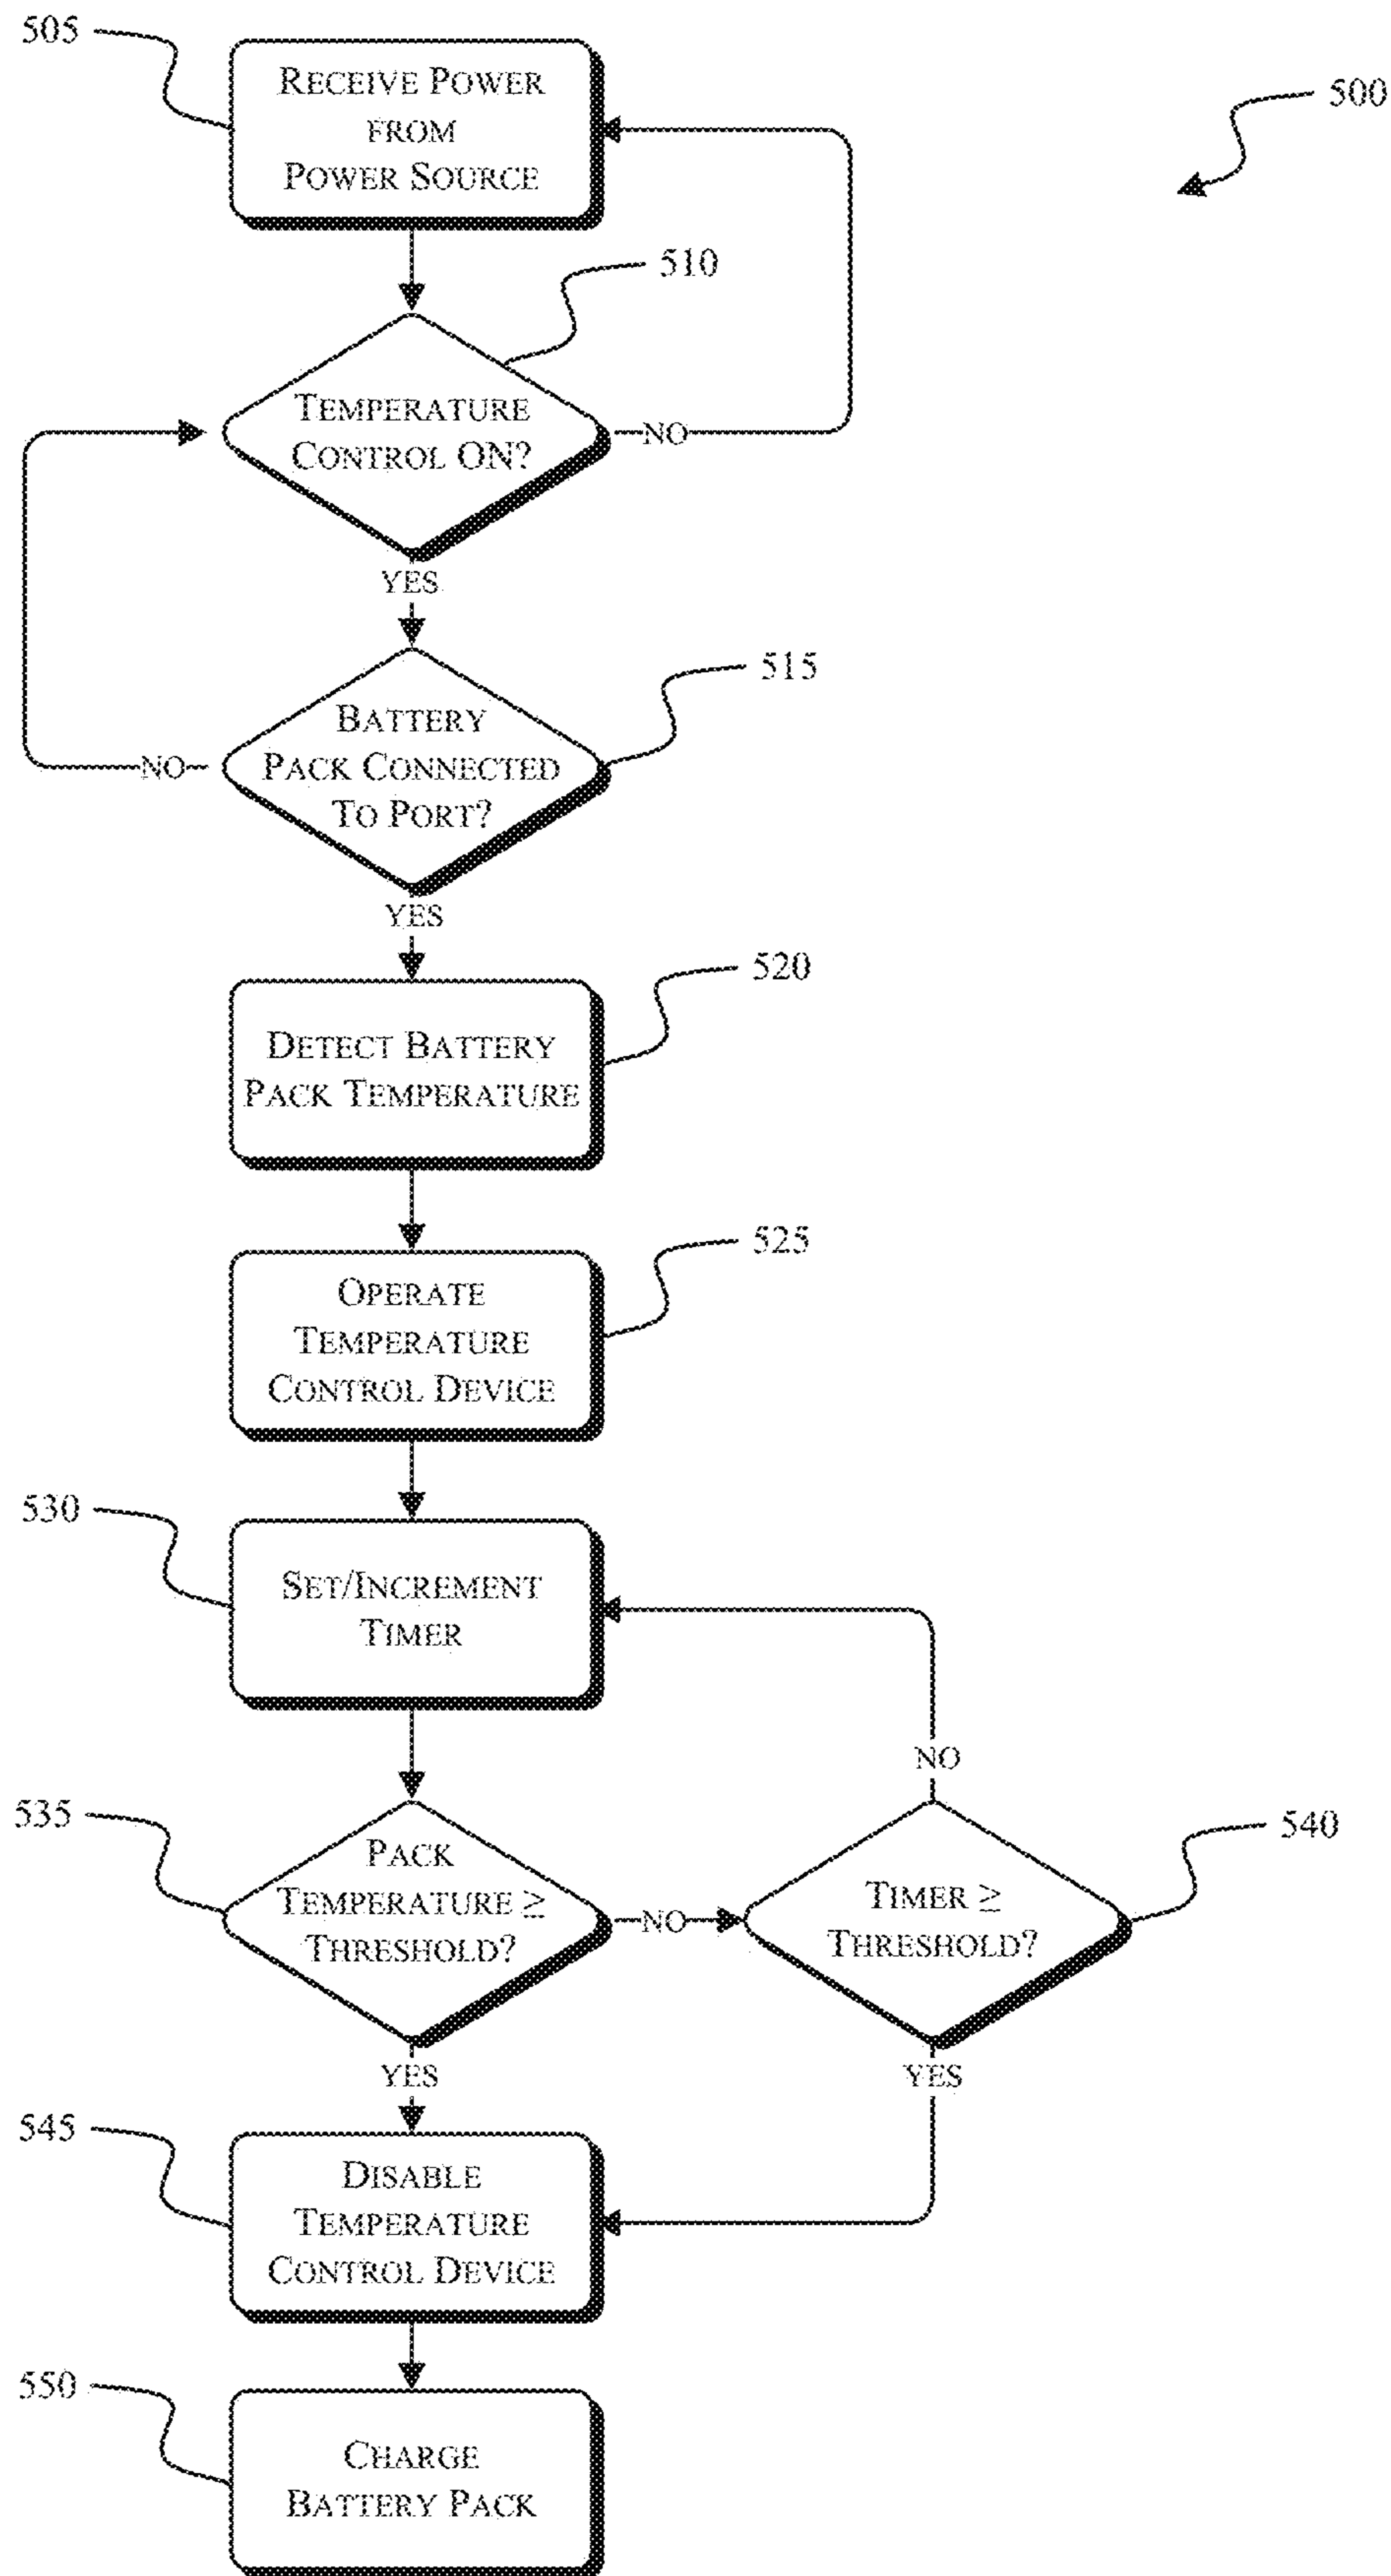 505
RECEIVE POWER
FROM
POWER SOURCE
500
510
TEMPERATURE
CONTROL ON?
NO
YES
515
BATTERY
PACK CONNECTED
TO PORT?
NO
YES
520
DETECT BATTERY
PACK TEMPERATURE
525
OPERATE
TEMPERATURE
CONTROL DEVICE
530
SET/INCREMENT
TIMER
NO
535
PACK
TEMPERATURE ≥
THRESHOLD?
NO
540
TIMER ≥
THRESHOLD?
YES
YES
545
DISABLE
TEMPERATURE
CONTROL DEVICE
550
CHARGE
BATTERY PACK